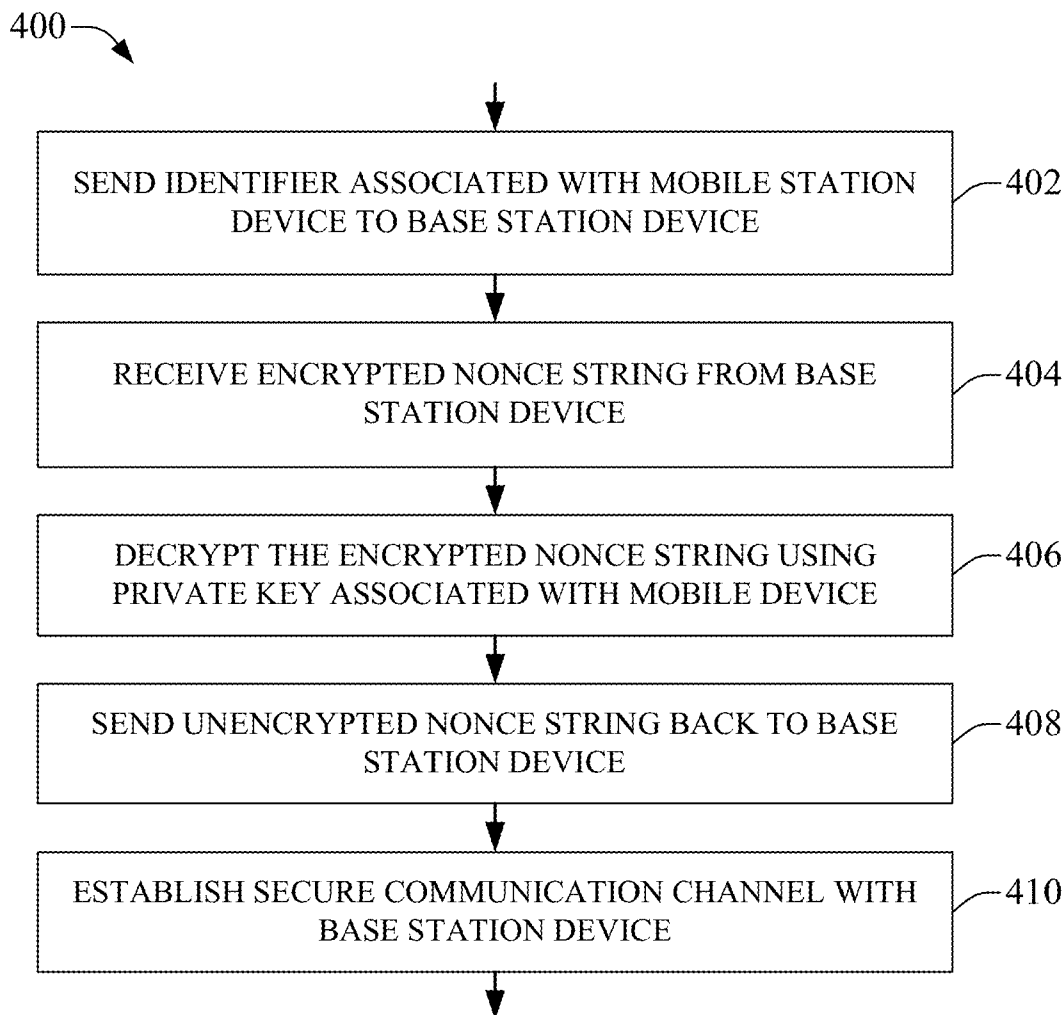 400
SEND IDENTIFIER ASSOCIATED WITH MOBILE STATION
DEVICE TO BASE STATION DEVICE
402
RECEIVE ENCRYPTED NONCE STRING FROM BASE
STATION DEVICE
404
DECRYPT THE ENCRYPTED NONCE STRING USING
PRIVATE KEY ASSOCIATED WITH MOBILE DEVICE
406
SEND UNENCRYPTED NONCE STRING BACK TO BASE
STATION DEVICE
408
ESTABLISH SECURE COMMUNICATION CHANNEL WITH
BASE STATION DEVICE
410